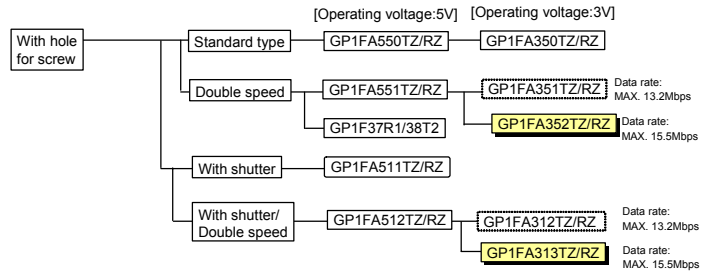 [Operating voltage:5V] [Operating voltage:3V]
With hole
for screw
Standard type
GP1FA550TZ/RZ
GP1FA350TZ/RZ
Double speed
GP1FA551TZ/RZ
GP1FA351TZ/RZ
Data rate:
MAX. 13.2Mbps
GP1F37R1/38T2
GP1FA352TZ/RZ
Data rate:
MAX. 15.5Mbps
With shutter
GP1FA511TZ/RZ
With shutter/
Double speed
GP1FA512TZ/RZ
GP1FA312TZ/RZ
Data rate:
MAX. 13.2Mbps
GP1FA313TZ/RZ
Data rate:
MAX. 15.5Mbps